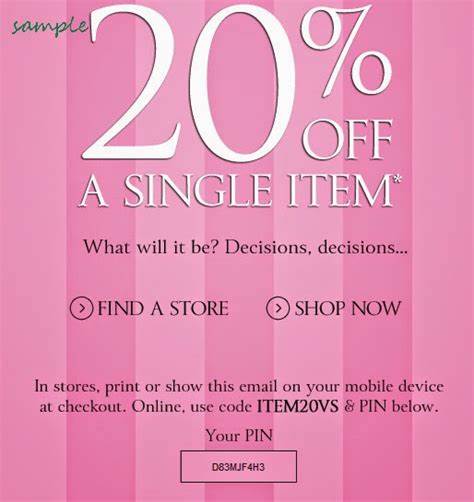 sample
20%
OFF
A SINGLE ITEM*
What will it be? Decisions, decisions...
FIND A STORE
SHOP NOW
In stores, print or show this email on your mobile device
at checkout. Online, use code ITEM20VS & PIN below.
Your PIN
D83MJF4H3